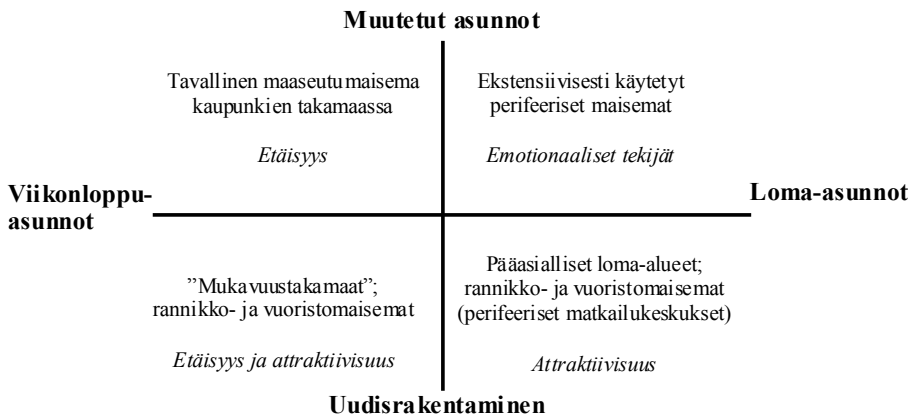 Muutetut asunnot
Tavallinen maaseutumaisema
kaupunkien takamaassa
Etäisyys
Ekstensiivisesti käytetyt
perifeeriset maisemat
Emotionaaliset tekijät
Viikonloppu-
asunnot
Loma-asunnot
”Mukavuustakamaat”;
rannikko- ja vuoristomaisemat
Etäisyys ja attraktiivisuus
Pääasialliset loma-alueet;
rannikko- ja vuoristomaisemat
(perifeeriset matkailukeskukset)
Attraktiivisuus
Uudisrakentaminen